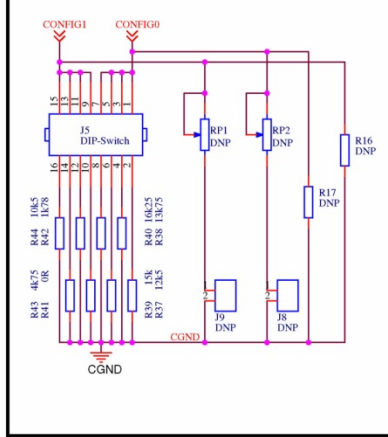 CONFIG1
CONFIG0
15
13
11
9
7
5
3
1
J5
DIP-Switch
16
14
12
10
8
6
4
2
RP1
DNP
RP2
DNP
R16
DNP
R17
DNP
R44 10k5
R42 1k78
R40 16k25
R38 13k75
R43 4k75
R41 0R
R39 15k
R37 12k5
2
J9
DNP
2
J8
DNP
CGND
CGND